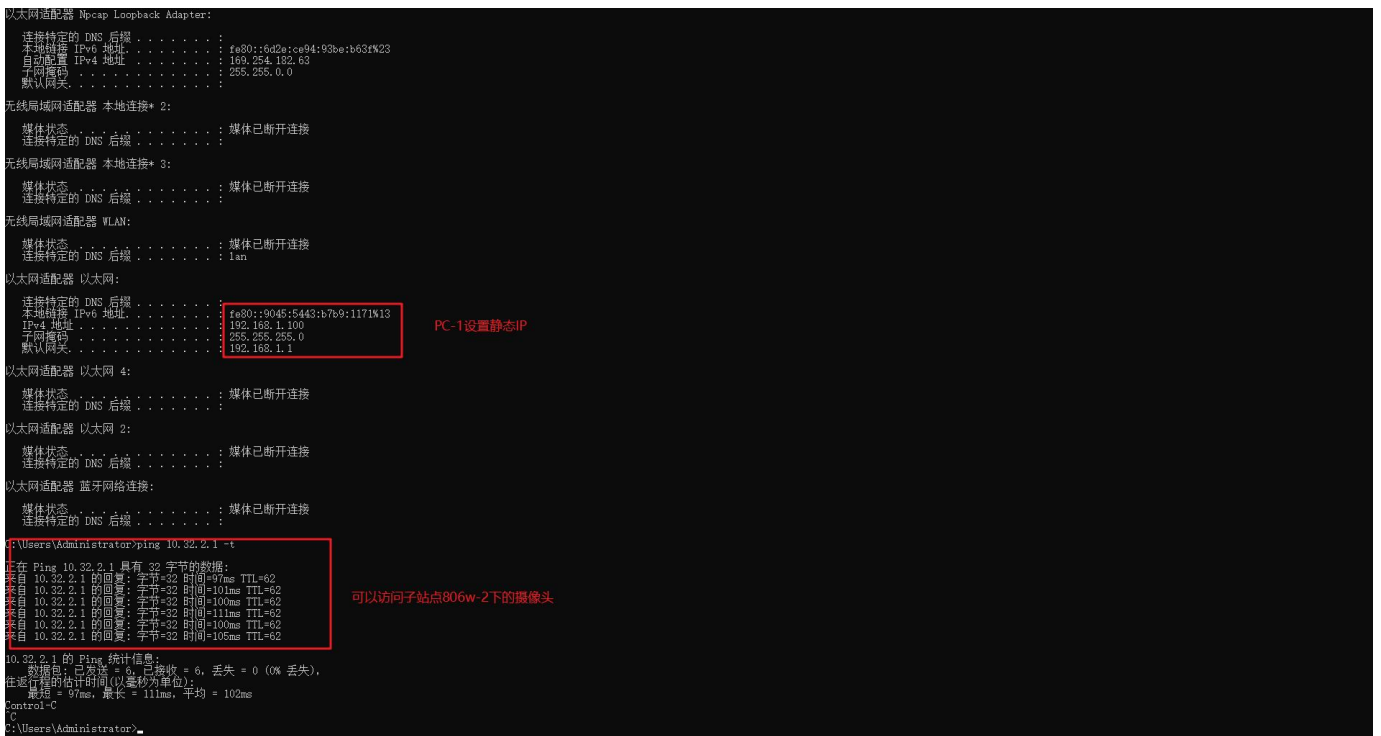 以太网适配器 Npcap Loopback Adapter:
连接特定的 DNS 后缀 . . . . . . . :
本地链接 IPv6 地址. . . . . . . . : fe80::6d2e:ce94:93be:b63f%23
自动配置 IPv4 地址 . . . . . . . : 169.254.182.63
子网掩码 . . . . . . . . . . . . : 255.255.0.0
默认网关. . . . . . . . . . . . . :
无线局域网适配器 本地连接* 2:
媒体状态 . . . . . . . . . . . . : 媒体已断开连接
连接特定的 DNS 后缀 . . . . . . . :
无线局域网适配器 本地连接* 3:
媒体状态 . . . . . . . . . . . . : 媒体已断开连接
连接特定的 DNS 后缀 . . . . . . . :
无线局域网适配器 WLAN:
媒体状态 . . . . . . . . . . . . : 媒体已断开连接
连接特定的 DNS 后缀 . . . . . . . : lan
以太网适配器 以太网:
连接特定的 DNS 后缀 . . . . . . . :
本地链接 IPv6 地址. . . . . . . . : fe80::9045:5443:b7b9:1171%13
IPv4 地址 . . . . . . . . . . . . : 192.168.1.100
PC-1设置静态IP
子网掩码 . . . . . . . . . . . . : 255.255.255.0
默认网关. . . . . . . . . . . . . : 192.168.1.1
以太网适配器 以太网 4:
媒体状态 . . . . . . . . . . . . : 媒体已断开连接
连接特定的 DNS 后缀 . . . . . . . :
以太网适配器 以太网 2:
媒体状态 . . . . . . . . . . . . : 媒体已断开连接
连接特定的 DNS 后缀 . . . . . . . :
以太网适配器 蓝牙网络连接:
媒体状态 . . . . . . . . . . . . : 媒体已断开连接
连接特定的 DNS 后缀 . . . . . . . :
C:\Users\Administrator>ping 10.32.2.1 -t
正在 Ping 10.32.2.1 具有 32 字节的数据:
来自 10.32.2.1 的回复: 字节=32 时间=97ms TTL=62
来自 10.32.2.1 的回复: 字节=32 时间=101ms TTL=62
来自 10.32.2.1 的回复: 字节=32 时间=100ms TTL=62
可以访问子站点806w-2下的摄像头
来自 10.32.2.1 的回复: 字节=32 时间=111ms TTL=62
来自 10.32.2.1 的回复: 字节=32 时间=100ms TTL=62
来自 10.32.2.1 的回复: 字节=32 时间=105ms TTL=62
10.32.2.1 的 Ping 统计信息:
数据包: 已发送 = 6，已接收 = 6，丢失 = 0 (0% 丢失)，
往返行程的估计时间(以毫秒为单位):
最短 = 97ms，最长 = 111ms，平均 = 102ms
Control-C
^C
C:\Users\Administrator>